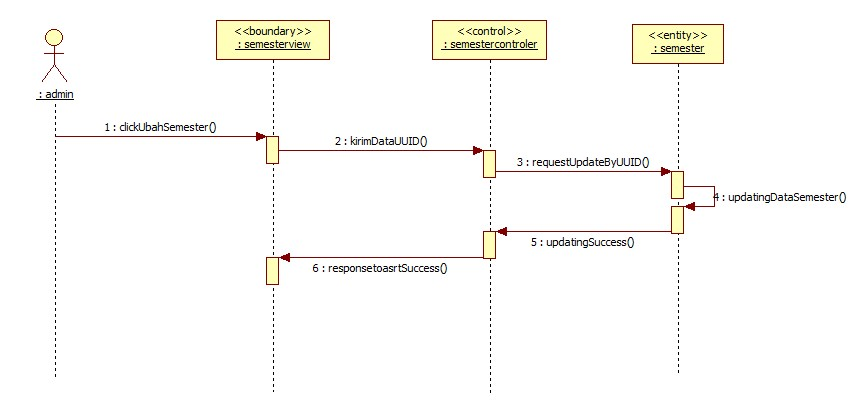 <<boundary>>
: semesterview
<<control>>
: semestercontroler
<<entity>>
: semester
: admin
1 : clickUbahSemester()
2 : kirimDataUUID()
3 : requestUpdateByUUID()
4 : updatingDataSemester()
5 : updatingSuccess()
6 : responsetoasrtSuccess()